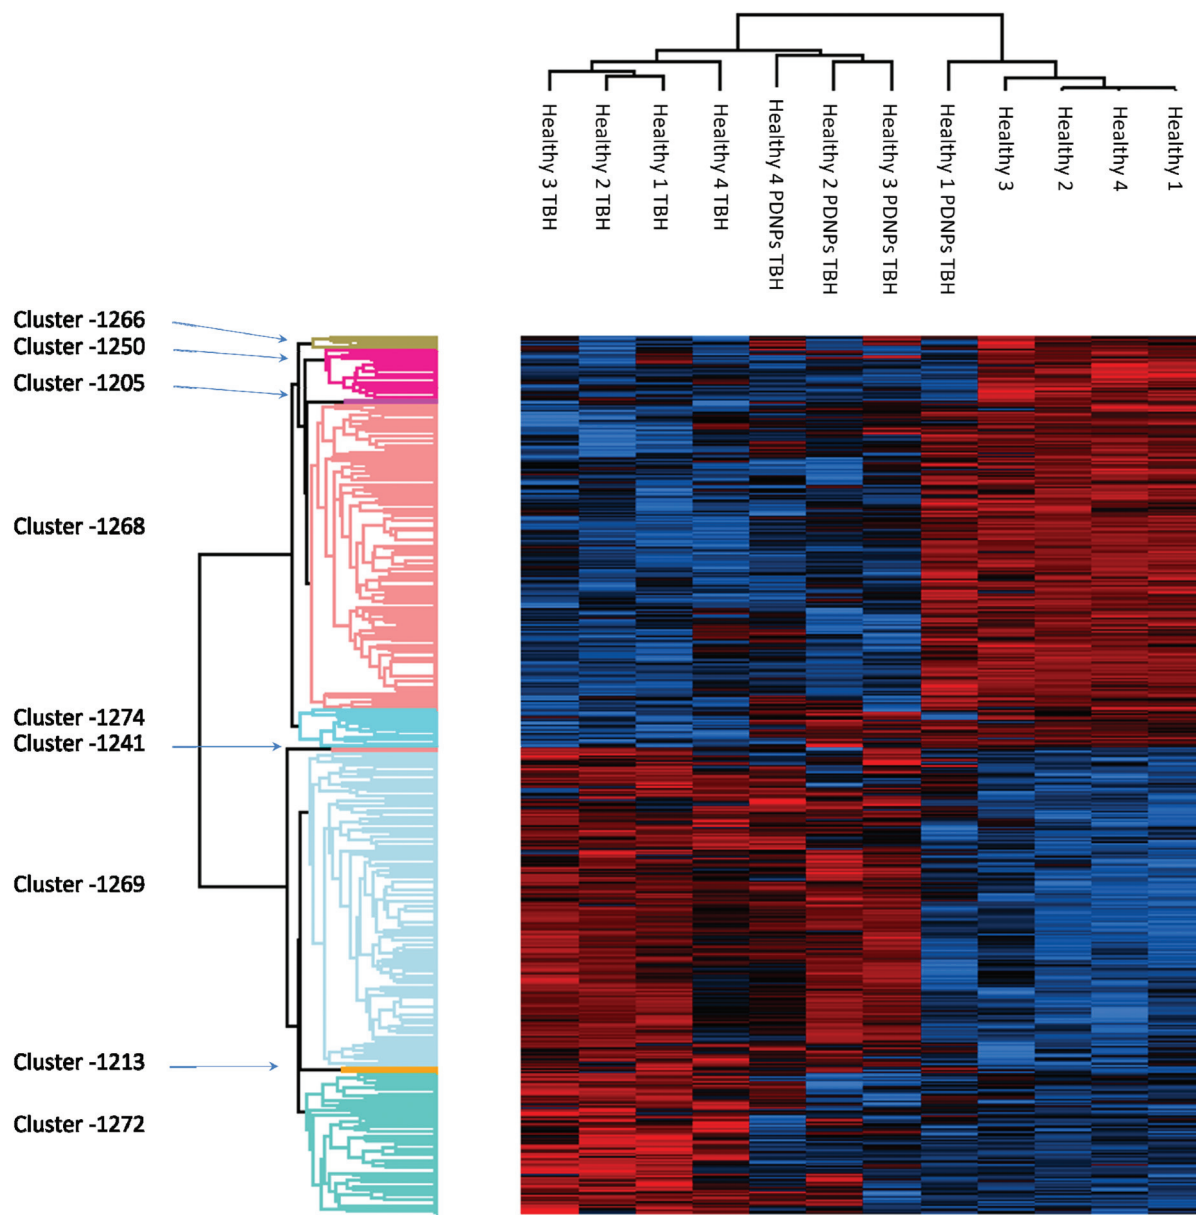 Healthy 3 TBH
Healthy 2 TBH
Healthy 1 TBH
Healthy 4 TBH
Healthy 4 PDNPs TBH
Healthy 2 PDNPs TBH
Healthy 3 PDNPs TBH
Healthy 1 PDNPs TBH
Healthy 3
Healthy 2
Healthy 4
Healthy 1
Cluster -1266
Cluster -1250
Cluster -1205
Cluster -1268
Cluster -1274
Cluster -1241
Cluster -1269
Cluster -1213
Cluster -1272